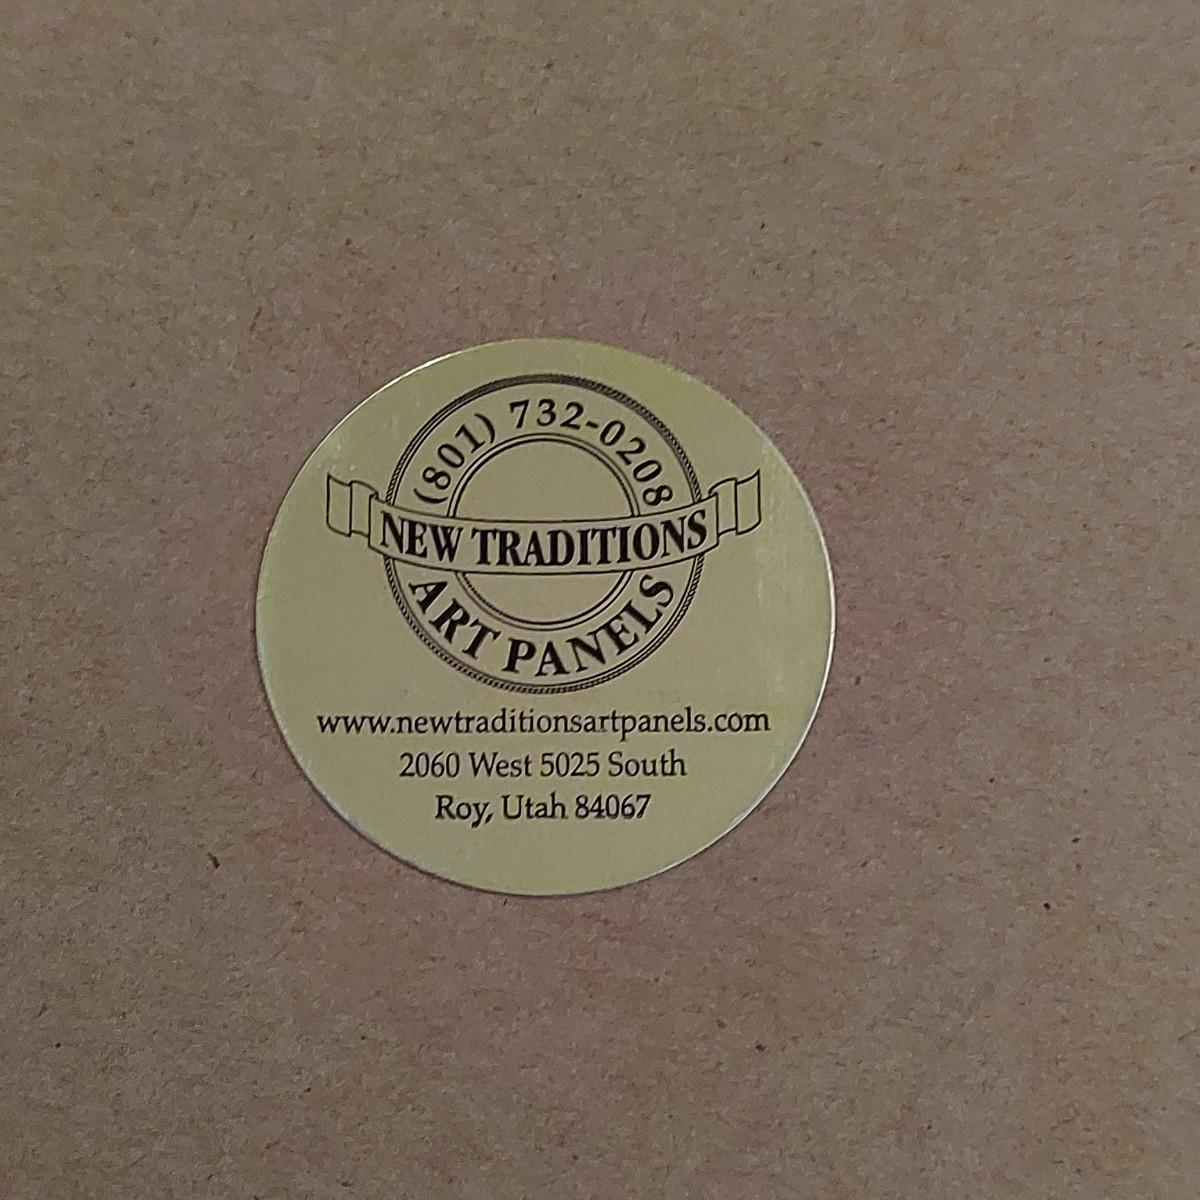 (801) 732-0208
NEW TRADITIONS
ART PANELS
www.newtraditionsartpanels.com
2060 West 5025 South
Roy, Utah 84067